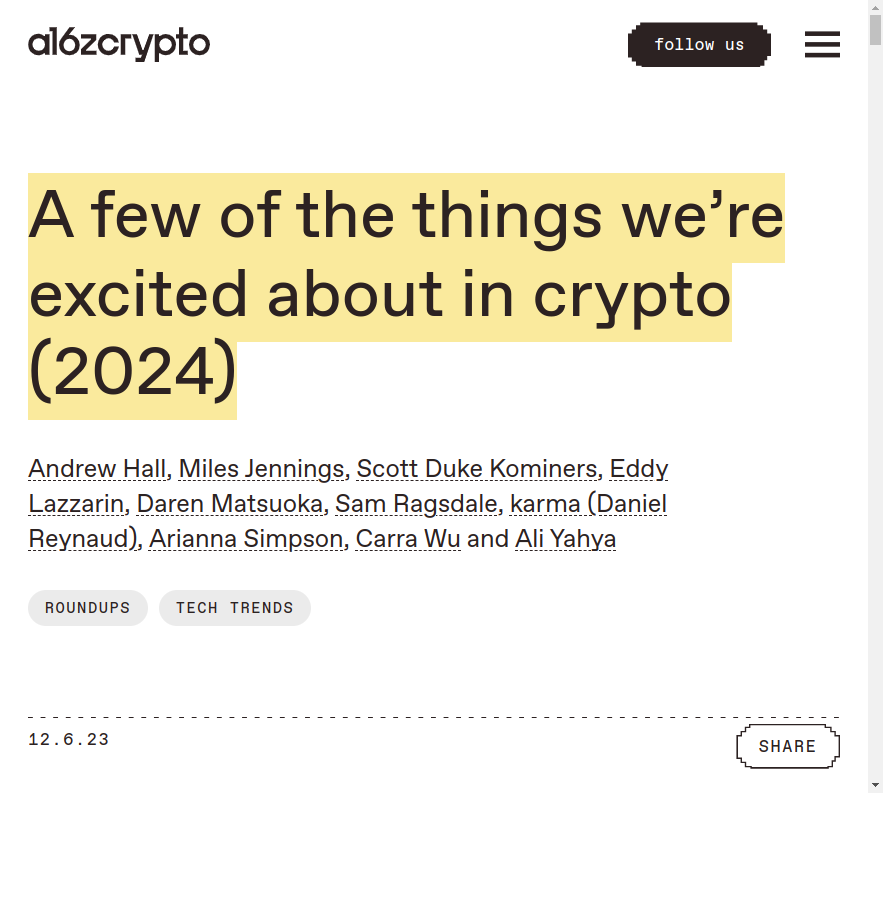 a16zcrypto
follow us
A few of the things we’re
excited about in crypto
(2024)
Andrew Hall, Miles Jennings, Scott Duke Kominers, Eddy
Lazzarin, Daren Matsuoka, Sam Ragsdale, karma (Daniel
Reynaud), Arianna Simpson, Carra Wu and Ali Yahya
ROUNDUPS TECH TRENDS
12.6.23
SHARE